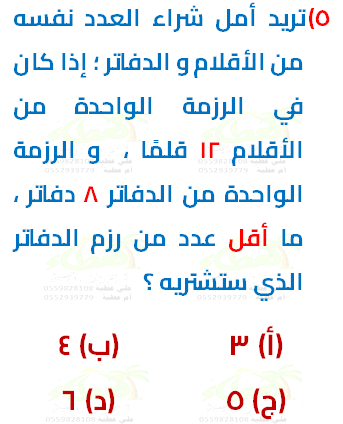 ٥) تريد أمل شراء العدد نفسه
من الأقلام و الدفاتر ؛ إذا كان
في الرزمة الواحدة من
الأقلام ١٢ قلمًا ، و الرزمة
الواحدة من الدفاتر ٨ دفاتر ،
ما أقل عدد من رزم الدفاتر
الذي ستشتريه ؟
(أ) ٣ (ب) ٤
(ج) ٥ (د) ٦